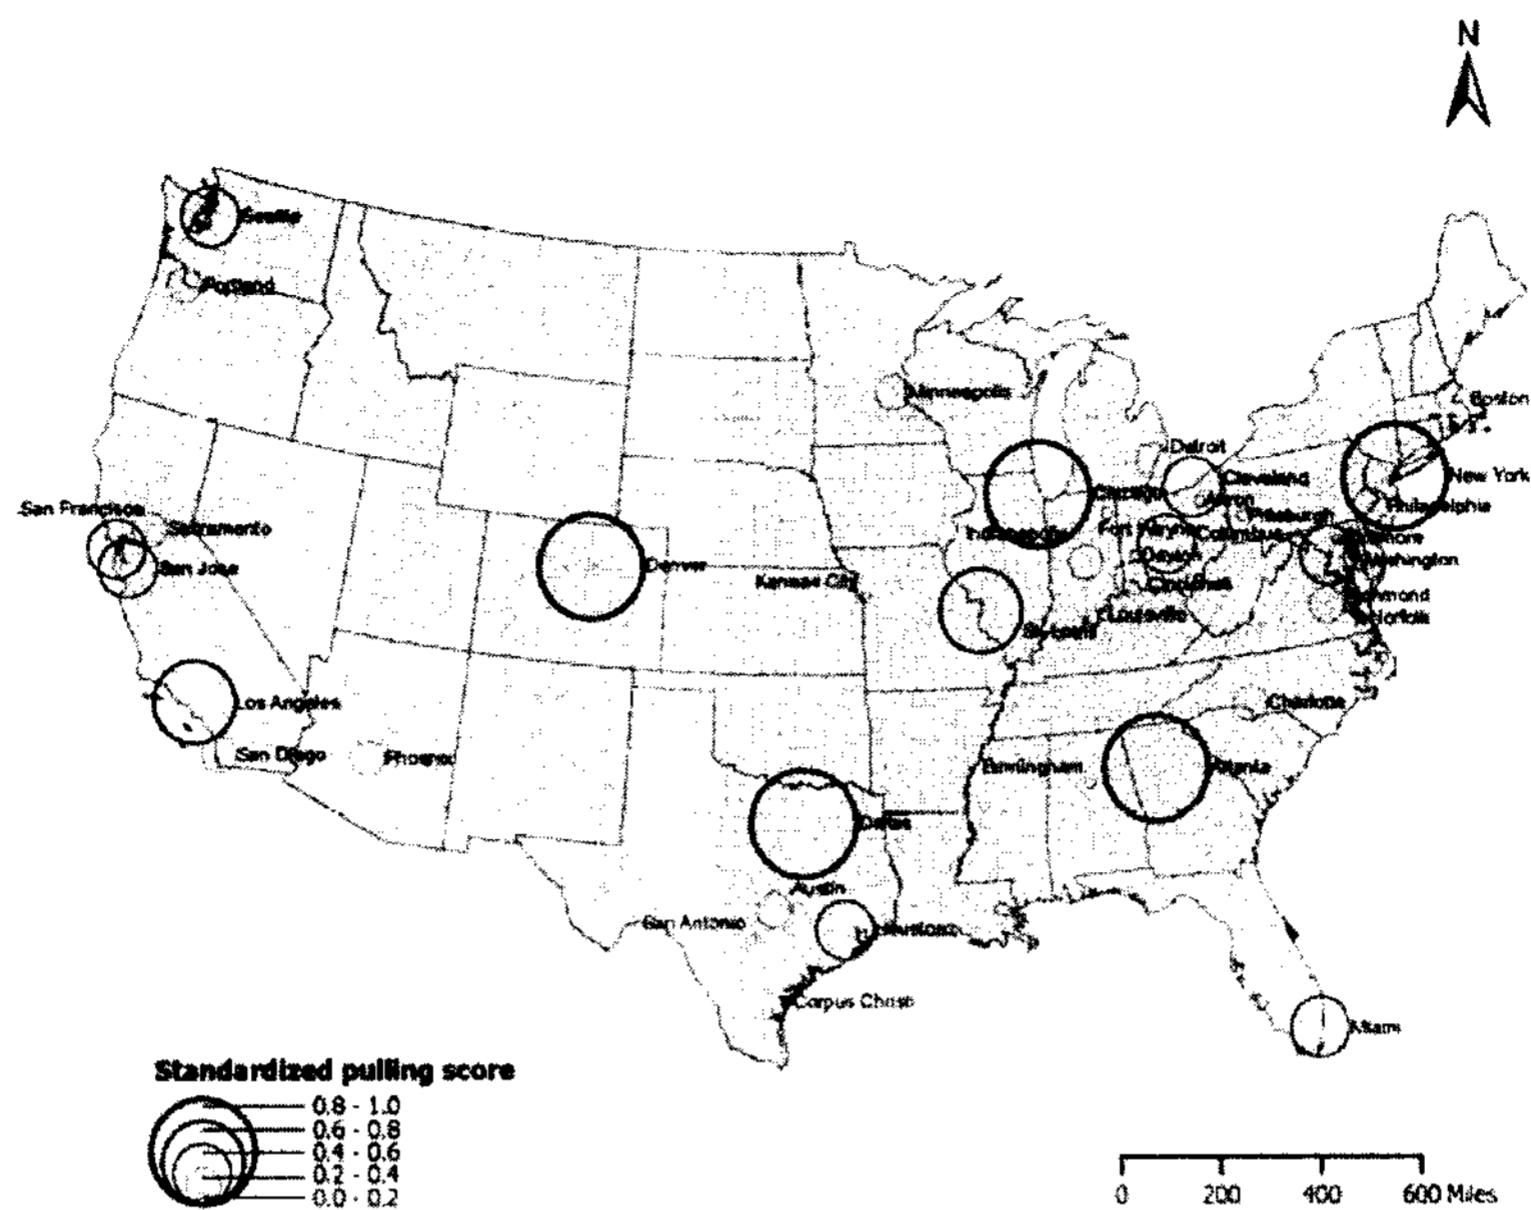 N
Seattle
Portland
Minneapolis
Boston
Detroit
Cleveland
New York
Chicago
Akron
Philadelphia
San Francisco
Pittsburgh
Sacramento
Indianapolis
Fort Wayne
Columbus
Dayton
Washington
San Jose
Denver
Kansas City
Cincinnati
Louisville
Norfolk
St. Louis
Los Angeles
Charlotte
San Diego
Phoenix
Birmingham
Atlanta
Dallas
Austin
San Antonio
Houston
Corpus Christi
Miami
Standardized pulling score
0.8 - 1.0
0.6 - 0.8
0.4 - 0.6
0.2 - 0.4
0.0 - 0.2
0 200 400 600 Miles